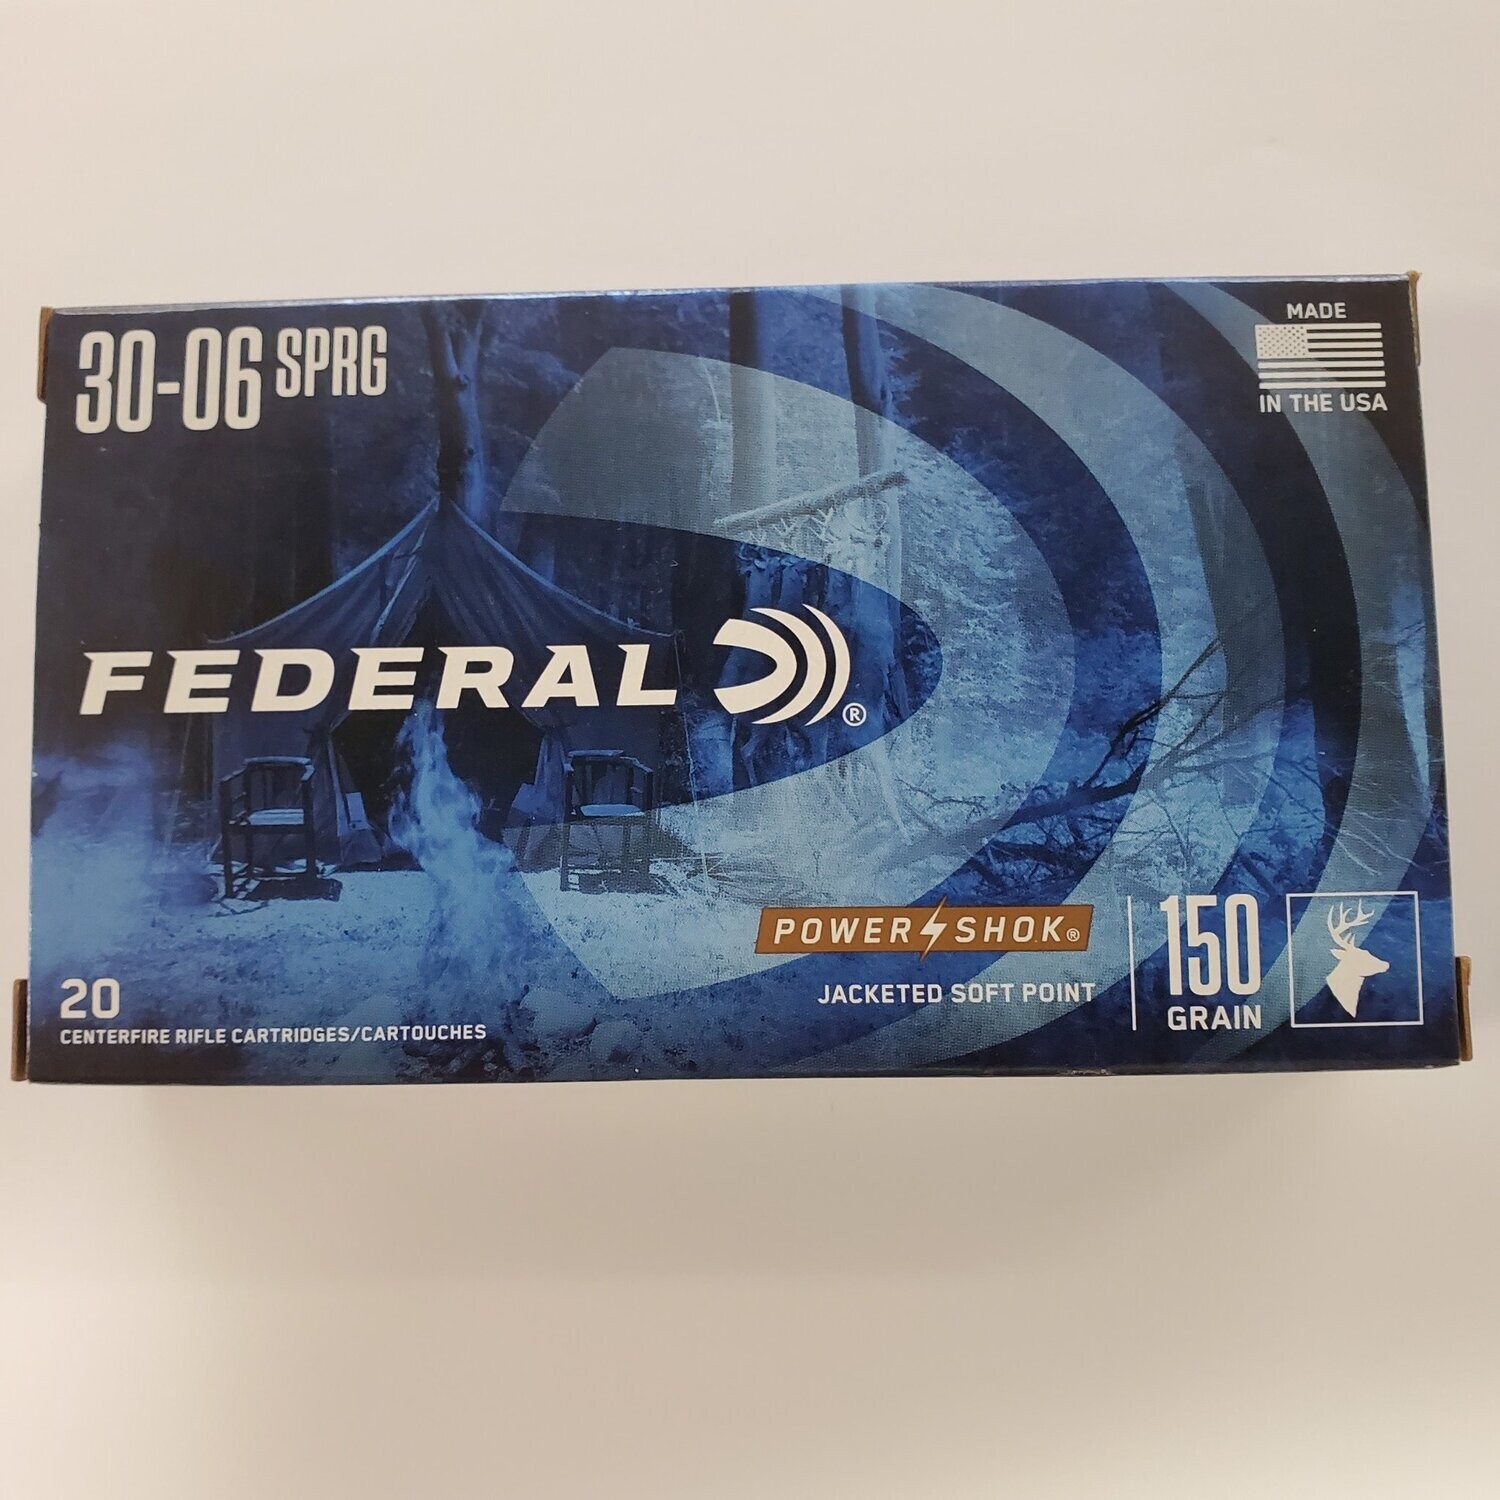 30-06 SPRG
MADE
IN THE USA
FEDERAL ®
POWER SHOK®
JACKETED SOFT POINT
150
GRAIN
20
CENTERFIRE RIFLE CARTRIDGES/CARTOUCHES